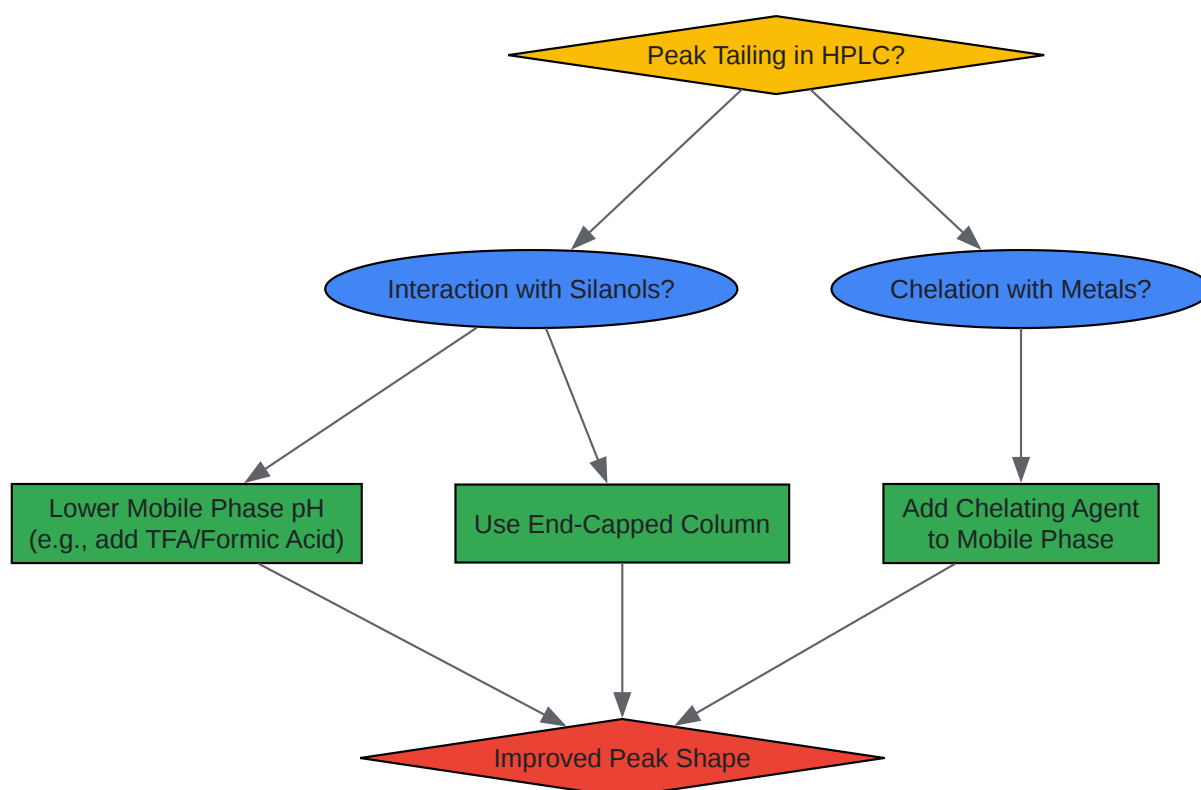 Peak Tailing in HPLC?
Interaction with Silanols?
Chelation with Metals?
Lower Mobile Phase pH
(e.g., add TFA/Formic Acid)
Use End-Capped Column
Add Chelating Agent
to Mobile Phase
Improved Peak Shape